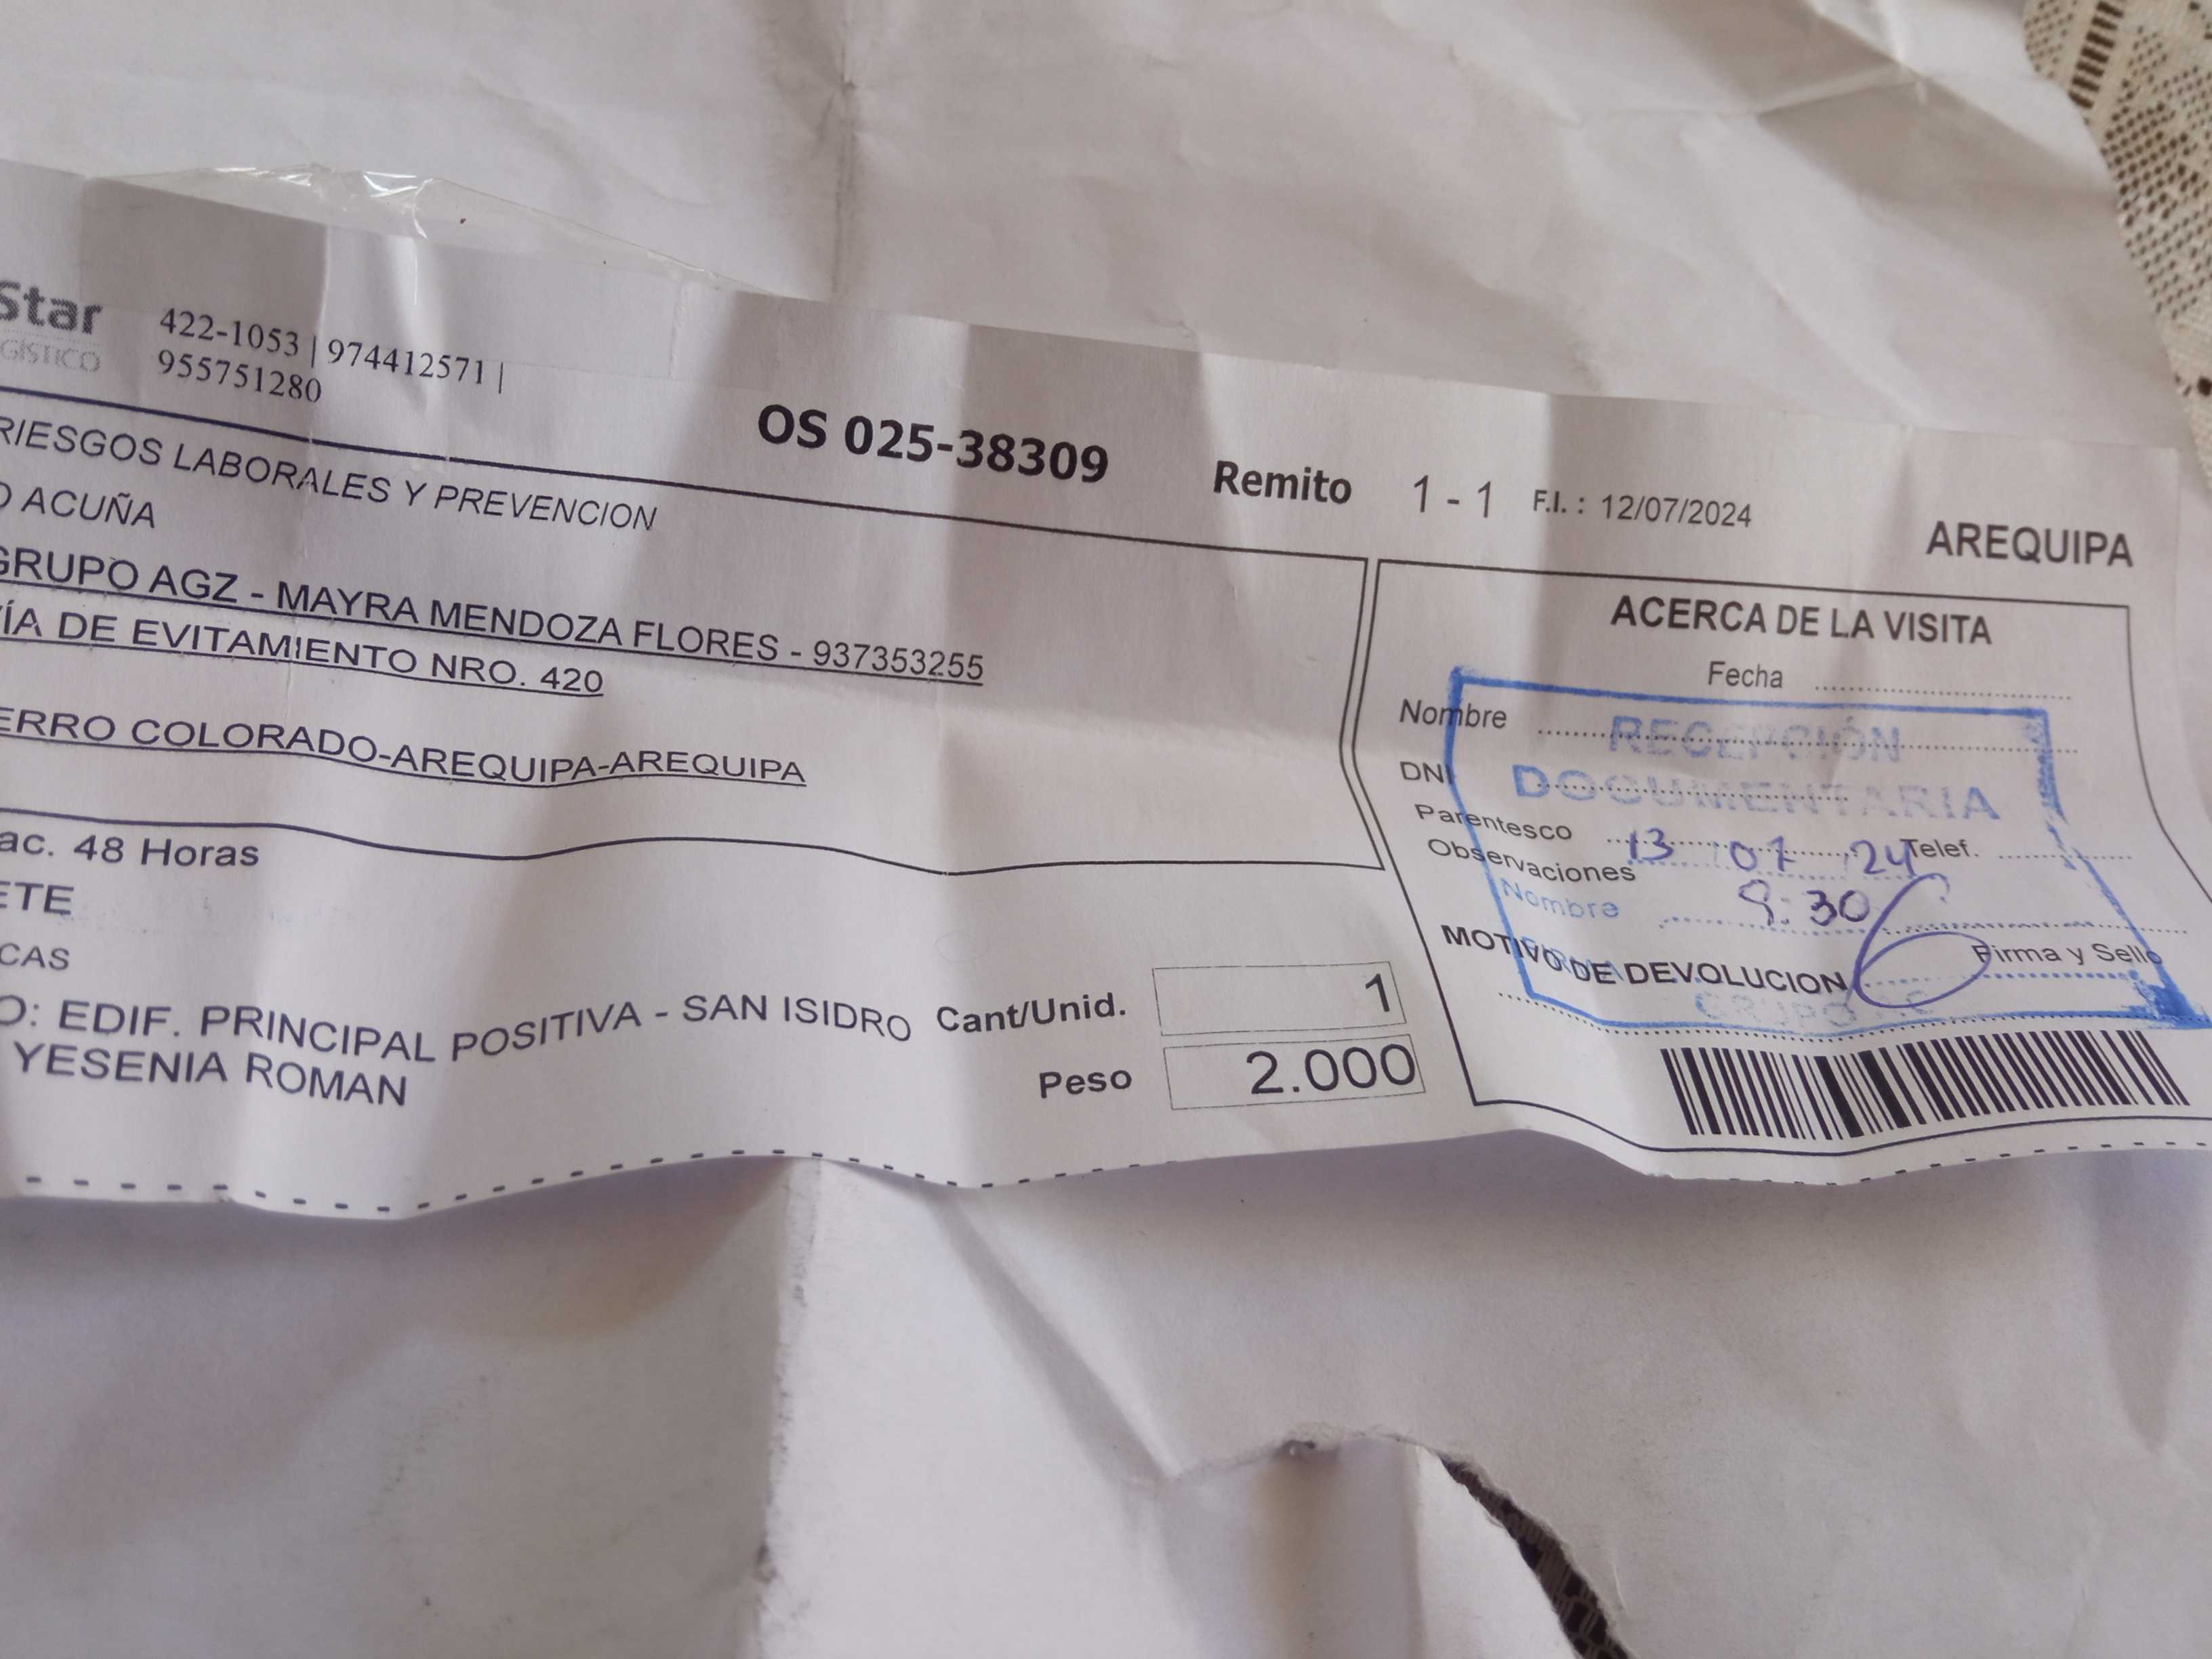 Star
GÍSTICO
422-1053 | 974412571 |
955751280
OS 025-38309
Remito 1 - 1 F.I. : 12/07/2024
AREQUIPA
RIESGOS LABORALES Y PREVENCION
O ACUÑA
GRUPO AGZ - MAYRA MENDOZA FLORES - 937353255
ÍA DE EVITAMIENTO NRO. 420
ERRO COLORADO-AREQUIPA-AREQUIPA
ac. 48 Horas
ETE
CAS
O: EDIF. PRINCIPAL POSITIVA - SAN ISIDRO
YESENIA ROMAN
Cant/Unid. 1
Peso 2.000
ACERCA DE LA VISITA
Fecha
Nombre
DNI
Parentesco
Telef.
Observaciones
MOTIVO DE DEVOLUCION
Firma y Sello
RECEPCIÓN
DOCUMENTARIA
13 07 24
9:30
Nombre
GRUPO